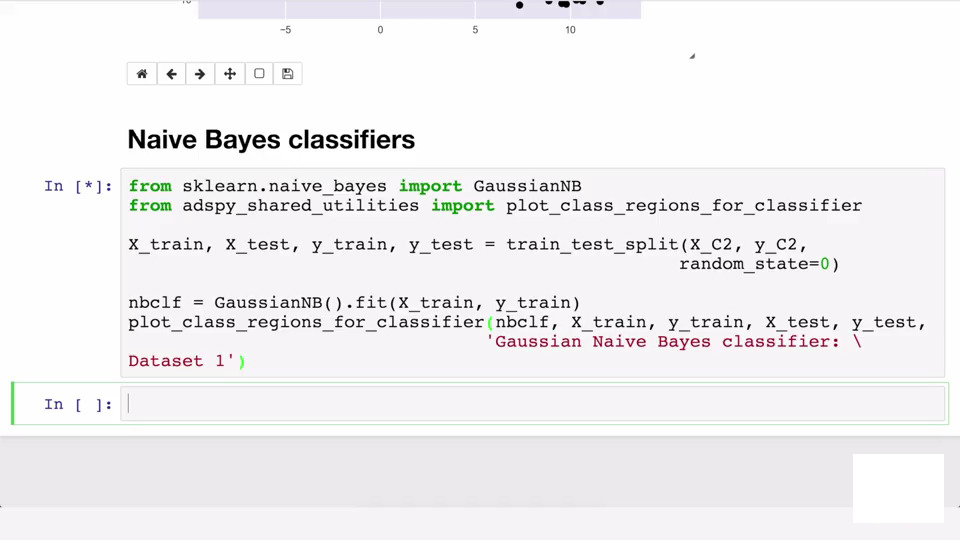 -5 0 5 10
Naive Bayes classifiers
In [*]:
from sklearn.naive_bayes import GaussianNB
from adspy_shared_utilities import plot_class_regions_for_classifier
X_train, X_test, y_train, y_test = train_test_split(X_C2, y_C2,
random_state=0)
nbclf = GaussianNB().fit(X_train, y_train)
plot_class_regions_for_classifier(nbclf, X_train, y_train, X_test, y_test,
'Gaussian Naive Bayes classifier: \
Dataset 1')
In [ ]: